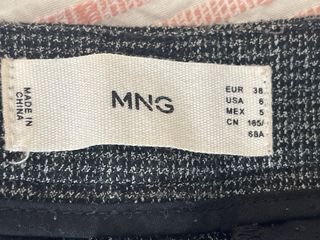 MADE IN
CHINA
MNG
EUR 38
USA 6
MEX 5
CN 165/
68A